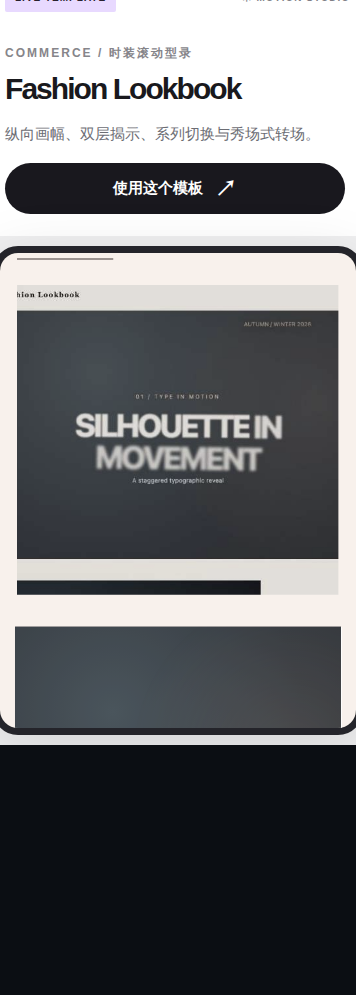 COMMERCE / 时装滚动型录
Fashion Lookbook
纵向画幅、双层揭示、系列切换与秀场式转场。
使用这个模板 ↗
hion Lookbook
AUTUMN / WINTER 2026
01 / TYPE IN MOTION
SILHOUETTE IN
MOVEMENT
A staggered typographic reveal